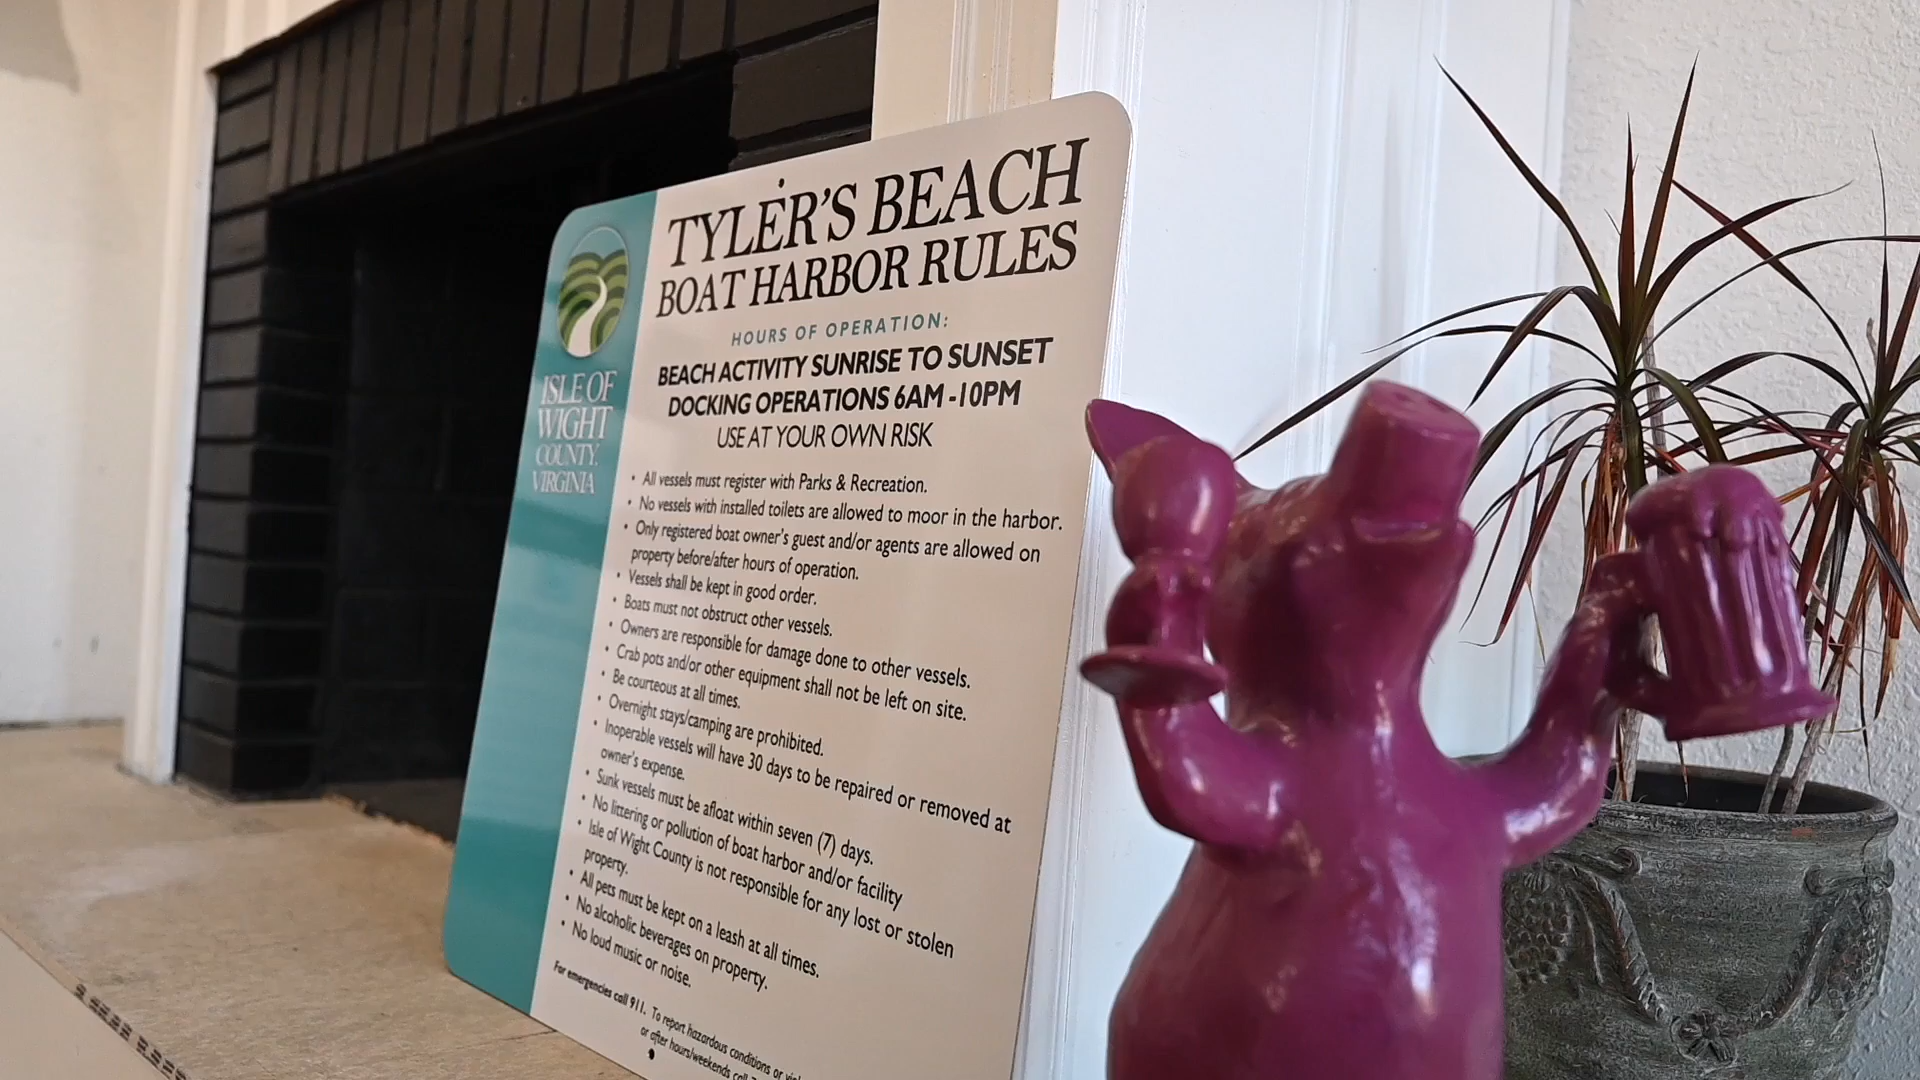 TYLER'S BEACH
BOAT HARBOR RULES
HOURS OF OPERATION:
BEACH ACTIVITY SUNRISE TO SUNSET
DOCKING OPERATIONS 6AM -10PM
USE AT YOUR OWN RISK
ISLE OF
WIGHT
COUNTY,
VIRGINIA
• All vessels must register with Parks & Recreation.
• No vessels with installed toilets are allowed to moor in the harbor.
• Only registered boat owner's guest and/or agents are allowed on
property before/after hours of operation.
• Vessels shall be kept in good order.
• Boats must not obstruct other vessels.
• Owners are responsible for damage done to other vessels.
• Crab pots and/or other equipment shall not be left on site.
• Be courteous at all times.
• Overnight stays/camping are prohibited.
• Inoperable vessels will have 30 days to be repaired or removed at
owner's expense.
• Sunk vessels must be afloat within seven (7) days.
• No littering or pollution of boat harbor and/or facility
• Isle of Wight County is not responsible for any lost or stolen
property.
• All pets must be kept on a leash at all times.
• No alcoholic beverages on property.
• No loud music or noise.
For emergencies call 911. To report hazardous conditions or
or after hours/weekends call